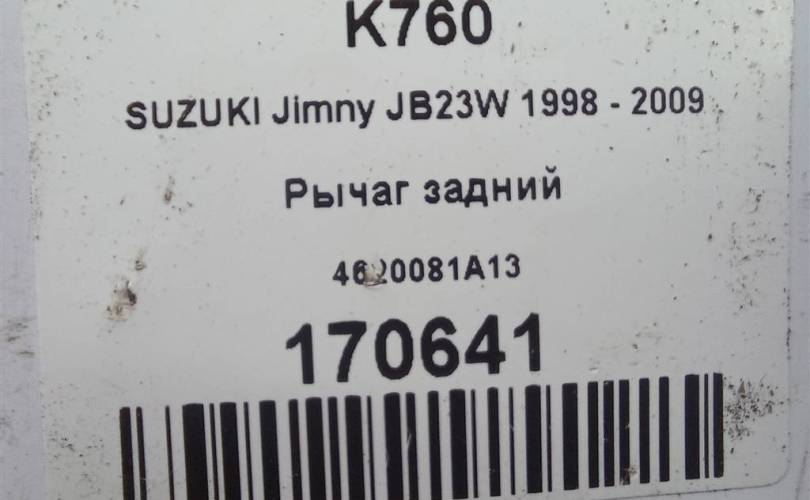 K760
SUZUKI Jimny JB23W 1998 - 2009
Рычаг задний
4620081A13
170641